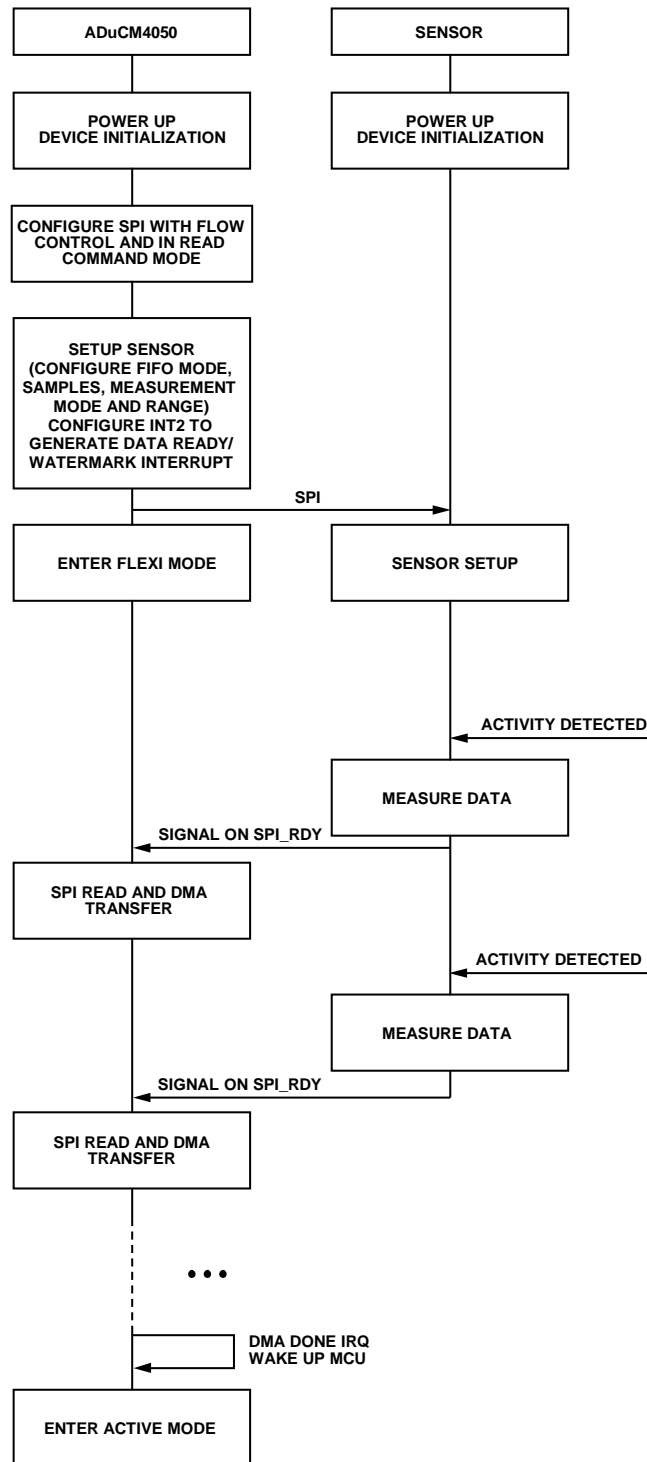 ADuCM4050
SENSOR
POWER UP
DEVICE INITIALIZATION
POWER UP
DEVICE INITIALIZATION
CONFIGURE SPI WITH FLOW
CONTROL AND IN READ
COMMAND MODE
SETUP SENSOR
(CONFIGURE FIFO MODE,
SAMPLES, MEASUREMENT
MODE AND RANGE)
CONFIGURE INT2 TO
GENERATE DATA READY/
WATERMARK INTERRUPT
SPI
ENTER FLEXI MODE
SENSOR SETUP
ACTIVITY DETECTED
MEASURE DATA
SIGNAL ON SPI_RDY
SPI READ AND DMA
TRANSFER
ACTIVITY DETECTED
MEASURE DATA
SIGNAL ON SPI_RDY
SPI READ AND DMA
TRANSFER
•••
DMA DONE IRQ
WAKE UP MCU
ENTER ACTIVE MODE